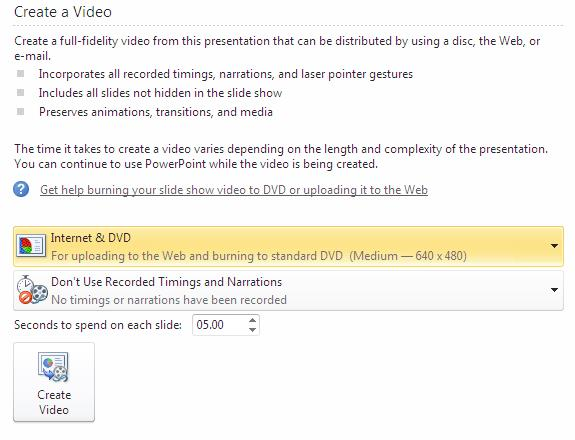 Create a Video
Create a full-fidelity video from this presentation that can be distributed by using a disc, the Web, or
e-mail.
Incorporates all recorded timings, narrations, and laser pointer gestures
Includes all slides not hidden in the slide show
Preserves animations, transitions, and media
The time it takes to create a video varies depending on the length and complexity of the presentation.
You can continue to use PowerPoint while the video is being created.
? Get help burning your slide show video to DVD or uploading it to the Web
Internet & DVD
For uploading to the Web and burning to standard DVD (Medium — 640 x 480)
Don't Use Recorded Timings and Narrations
No timings or narrations have been recorded
Seconds to spend on each slide: 05.00
Create
Video